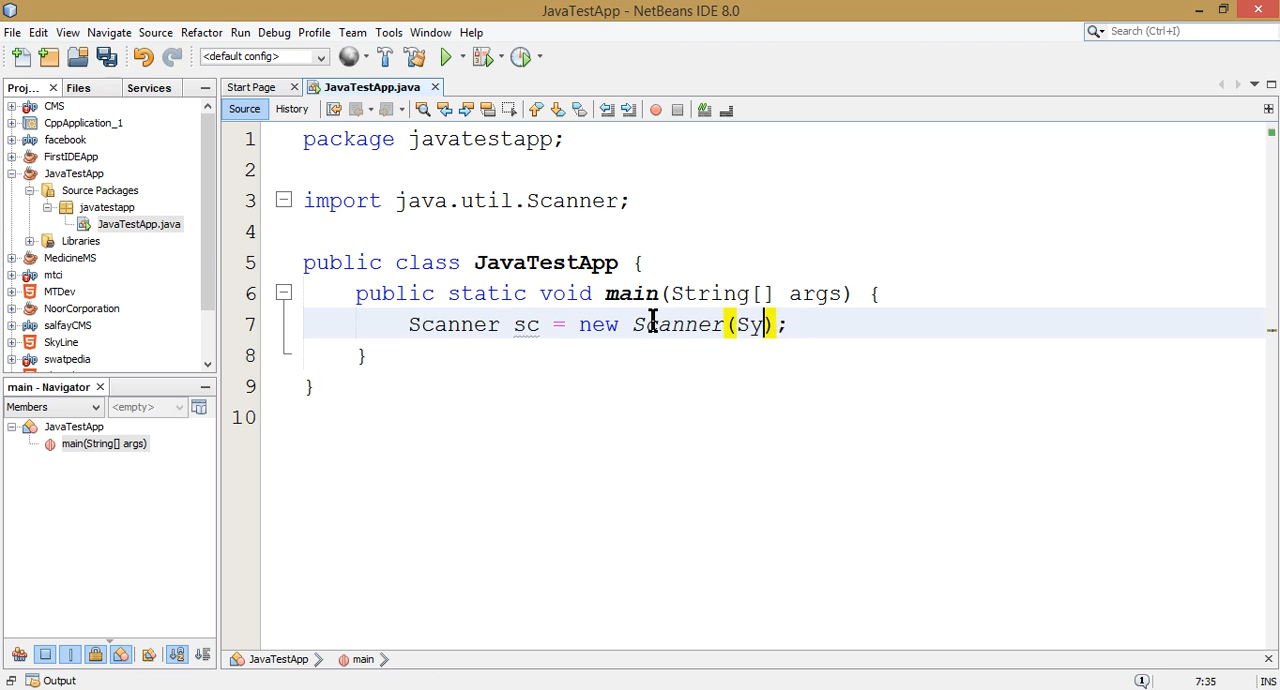 JavaTestApp - NetBeans IDE 8.0
File Edit View Navigate Source Refactor Run Debug Profile Team Tools Window Help
Search (Ctrl+I)
<default config>
Proj... Files Services
Start Page JavaTestApp.java
Source History
CMS
CppApplication_1
facebook
FirstIDEApp
JavaTestApp
Source Packages
javatestapp
JavaTestApp.java
Libraries
MedicineMS
mtci
MTDev
NoorCorporation
salfayCMS
SkyLine
swatpedia
main - Navigator
Members <empty>
JavaTestApp
main(String[] args)
1 package javatestapp;
2
3 import java.util.Scanner;
4
5 public class JavaTestApp {
6 public static void main(String[] args) {
7 Scanner sc = new Scanner(Sy);
8 }
9 }
10
JavaTestApp main
Output
1 7:35 INS